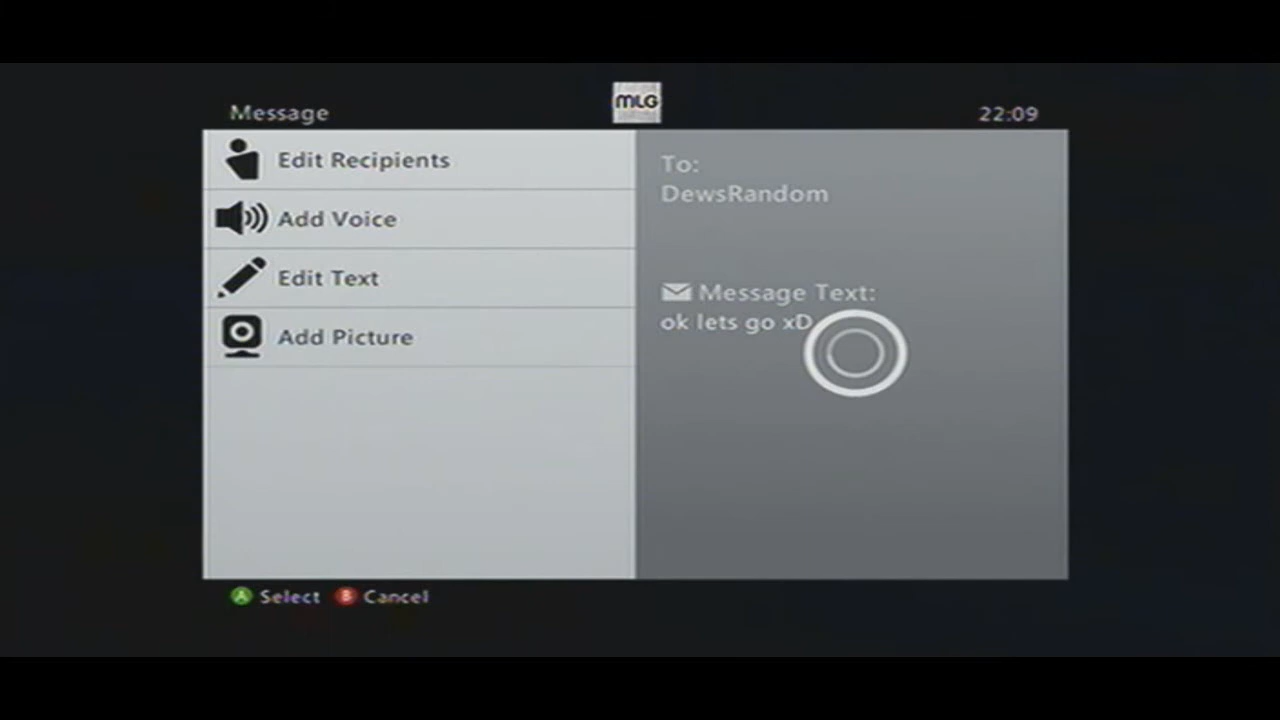 Message
MLG
22:09
Edit Recipients
Add Voice
Edit Text
Add Picture
To:
DewsRandom
Message Text:
ok lets go xD
A Select B Cancel